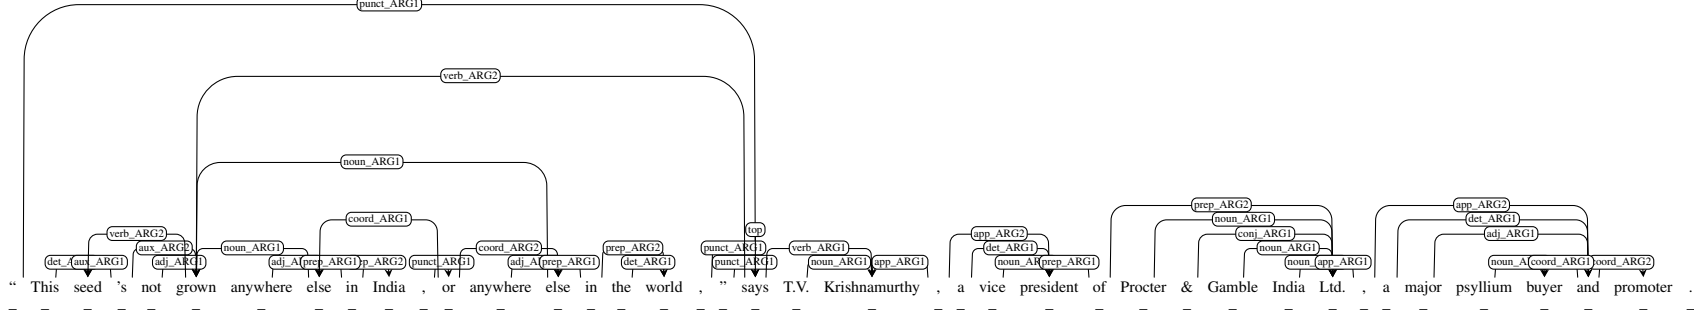 punct_ARG1
verb_ARG2
noun_ARG1
prep_ARG2 app_ARG2
coord_ARG1 noun_ARG1 det_ARG1
top
verb_ARG2 app_ARG2 conj_ARG1 adj_ARG1
aux_ARG2 noun_ARG1 coord_ARG2 prep_ARG2 punct_ARG1 verb_ARG1 det_ARG1 noun_ARG1
aux_ARG1 prep_ARG1 punct_ARG1 prep_ARG1 det_ARG1 punct_ARG1 noun_ARG1 app_ARG1 prep_ARG1 app_ARG1 coord_ARG1
“ This seed 's not grown anywhere else in India , or anywhere else in the world , ” says T.V. Krishnamurthy , a vice president of Procter & Gamble India Ltd. , a major psyllium buyer and promoter .
_ _ _ _ _ _ _ _ _ _ _ _ _ _ _ _ _ _ _ _ _ _ _ _ _ _ _ _ _ _ _ _ _ _ _ _ _ _ _ _ _